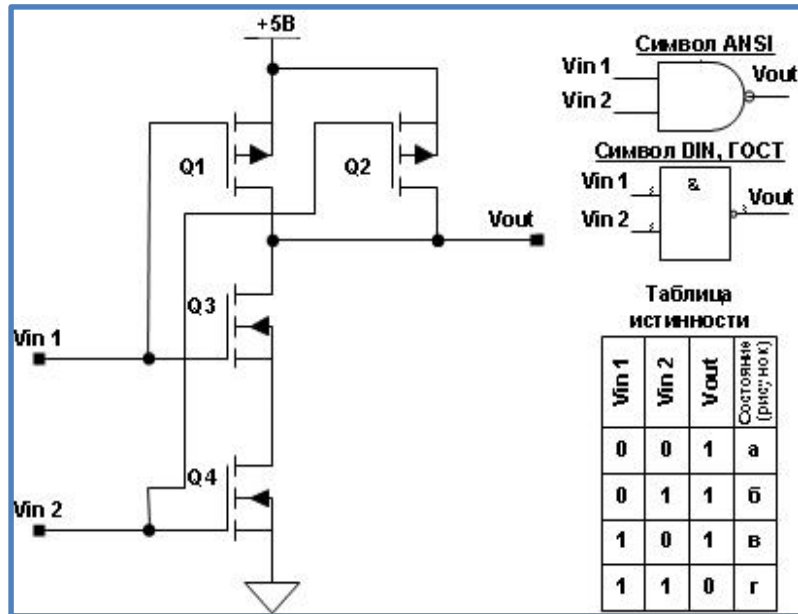 +5В
Q1
Q2
Vout
Q3
Vin 1
Q4
Vin 2
Символ ANSI
Vin 1
Vout
Vin 2
Символ DIN, ГОСТ
Vin 1
&
Vout
Vin 2
Таблица
истинности
Vin 1 Vin 2 Vout Состояние
(рисунок)
0 0 1 а
0 1 1 б
1 0 1 в
1 1 0 г